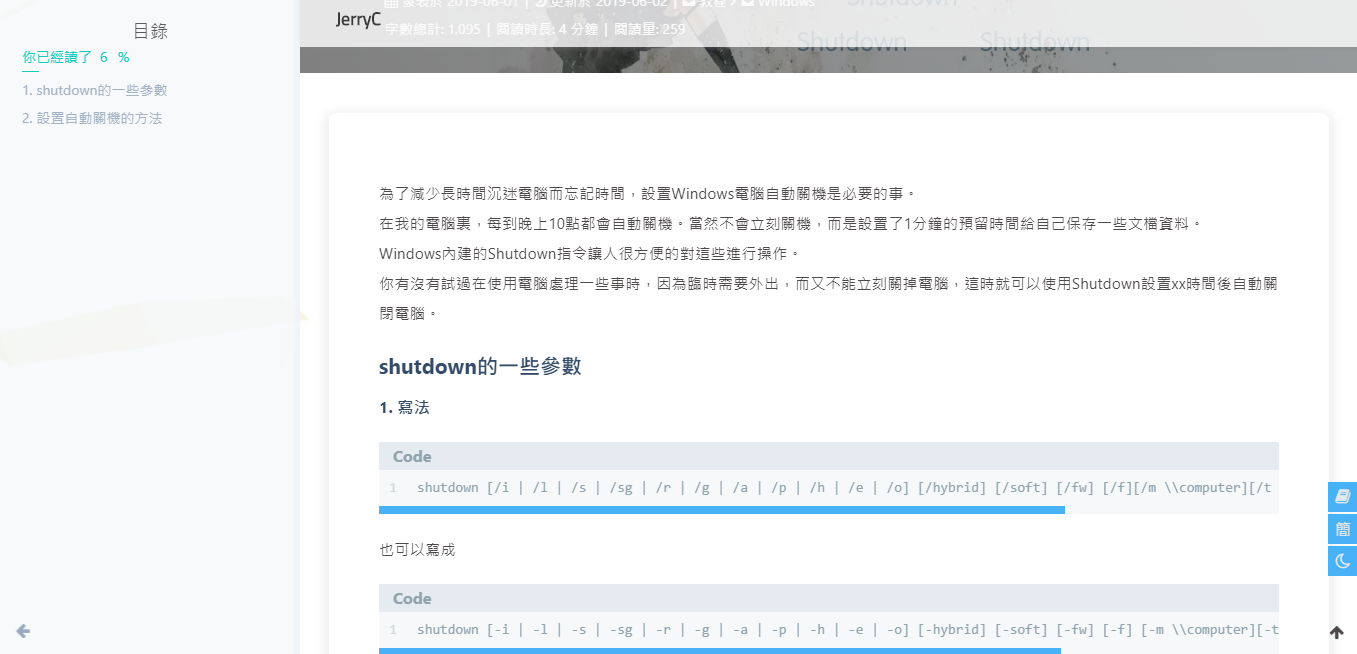 目錄
你已經讀了 6 %
1. shutdown的一些參數
2. 設置自動關機的方法
發表於 2019-06-01 | 更新於 2019-06-02 | 教程 > Windows
JerryC
字數總計: 1,095 | 閱讀時長: 4 分鐘 | 閱讀量: 259
Shutdown
Shutdown Shutdown
為了減少長時間沉迷電腦而忘記時間，設置Windows電腦自動關機是必要的事。
在我的電腦裏，每到晚上10點都會自動關機。當然不會立刻關機，而是設置了1分鐘的預留時間給自己保存一些文檔資料。
Windows內建的Shutdown指令讓人很方便的對這些進行操作。
你有沒有試過在使用電腦處理一些事時，因為臨時需要外出，而又不能立刻關掉電腦，這時就可以使用Shutdown設置xx時間後自動關
閉電腦。
shutdown的一些參數
1. 寫法
Code
1 shutdown [/i | /l | /s | /sg | /r | /g | /a | /p | /h | /e | /o] [/hybrid] [/soft] [/fw] [/f][/m \\computer][/t
也可以寫成
Code
1 shutdown [-i | -l | -s | -sg | -r | -g | -a | -p | -h | -e | -o] [-hybrid] [-soft] [-fw] [-f] [-m \\computer][-t
簡